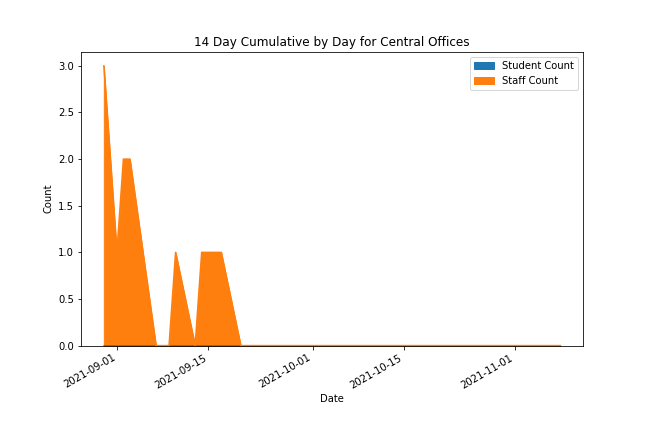 14 Day Cumulative by Day for Central Offices
Student Count
Staff Count
3.0
2.5
2.0
1.5
1.0
0.5
0.0
Count
2021-09-01
2021-09-15
2021-10-01
2021-10-15
2021-11-01
Date